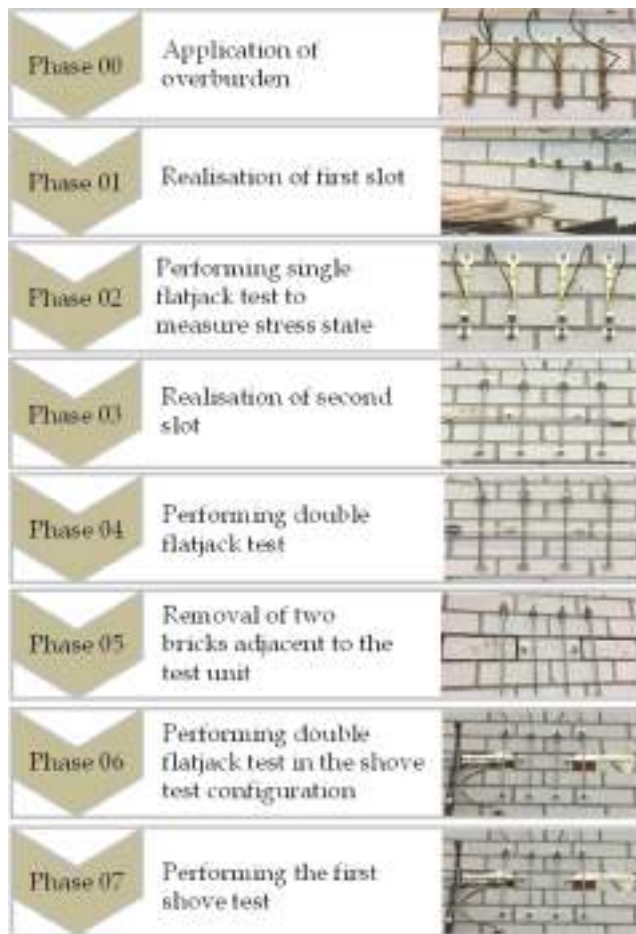 Phase 00
Application of
overburden
Phase 01
Realisation of first slot
Phase 02
Performing single
flatjack test to
measure stress state
Phase 03
Realisation of second
slot
Phase 04
Performing double
flatjack test
Phase 05
Removal of two
bricks adjacent to the
test unit
Phase 06
Performing double
flatjack test in the shove
test configuration
Phase 07
Performing the first
shove test